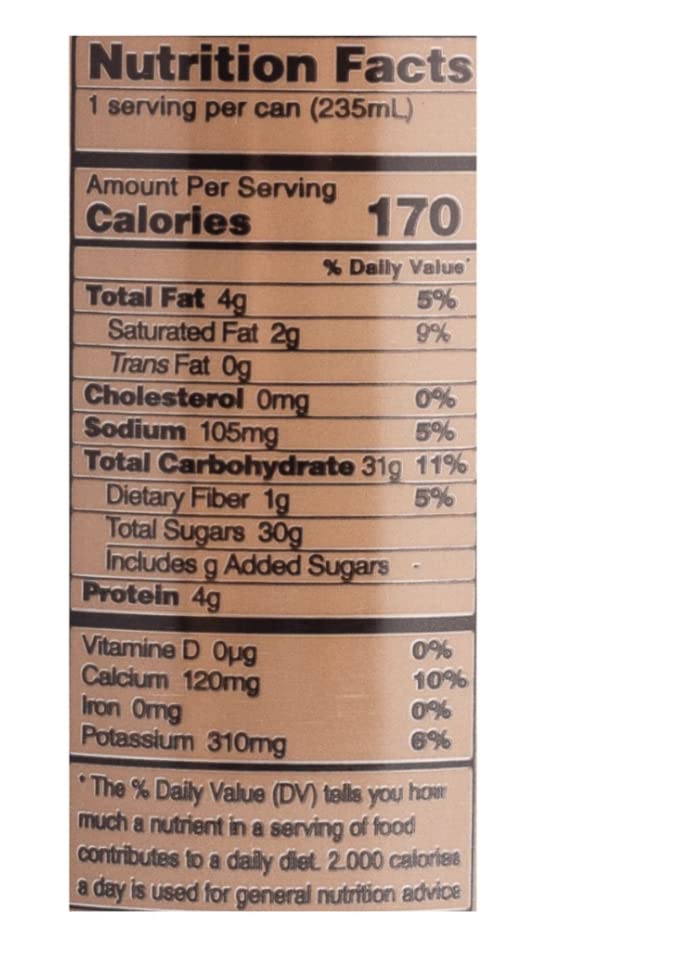 Nutrition Facts
1 serving per can (235mL)
Amount Per Serving
Calories 170
% Daily Value*
Total Fat 4g 5%
Saturated Fat 2g 9%
Trans Fat 0g
Cholesterol 0mg 0%
Sodium 105mg 5%
Total Carbohydrate 31g 11%
Dietary Fiber 1g 5%
Total Sugars 30g
Includes g Added Sugars -
Protein 4g
Vitamine D 0µg 0%
Calcium 120mg 10%
Iron 0mg 0%
Potassium 310mg 6%
* The % Daily Value (DV) tells you how
much a nutrient in a serving of food
contributes to a daily diet. 2.000 calories
a day is used for general nutrition advice